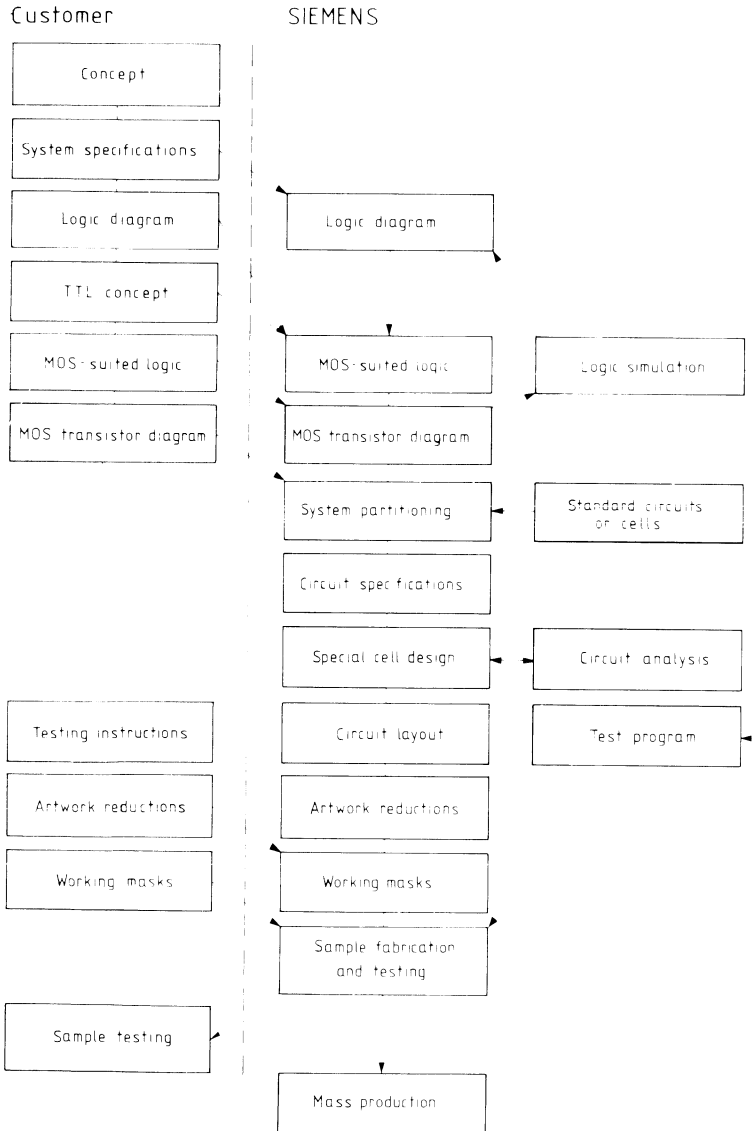 Customer
SIEMENS
Concept
System specifications
Logic diagram
Logic diagram
TTL concept
MOS-suited logic
MOS-suited logic
Logic simulation
MOS transistor diagram
MOS transistor diagram
System partitioning
Standard circuits
or cells
Circuit specifications
Special cell design
Circuit analysis
Testing instructions
Circuit layout
Test program
Artwork reductions
Artwork reductions
Working masks
Working masks
Sample fabrication
and testing
Sample testing
Mass production